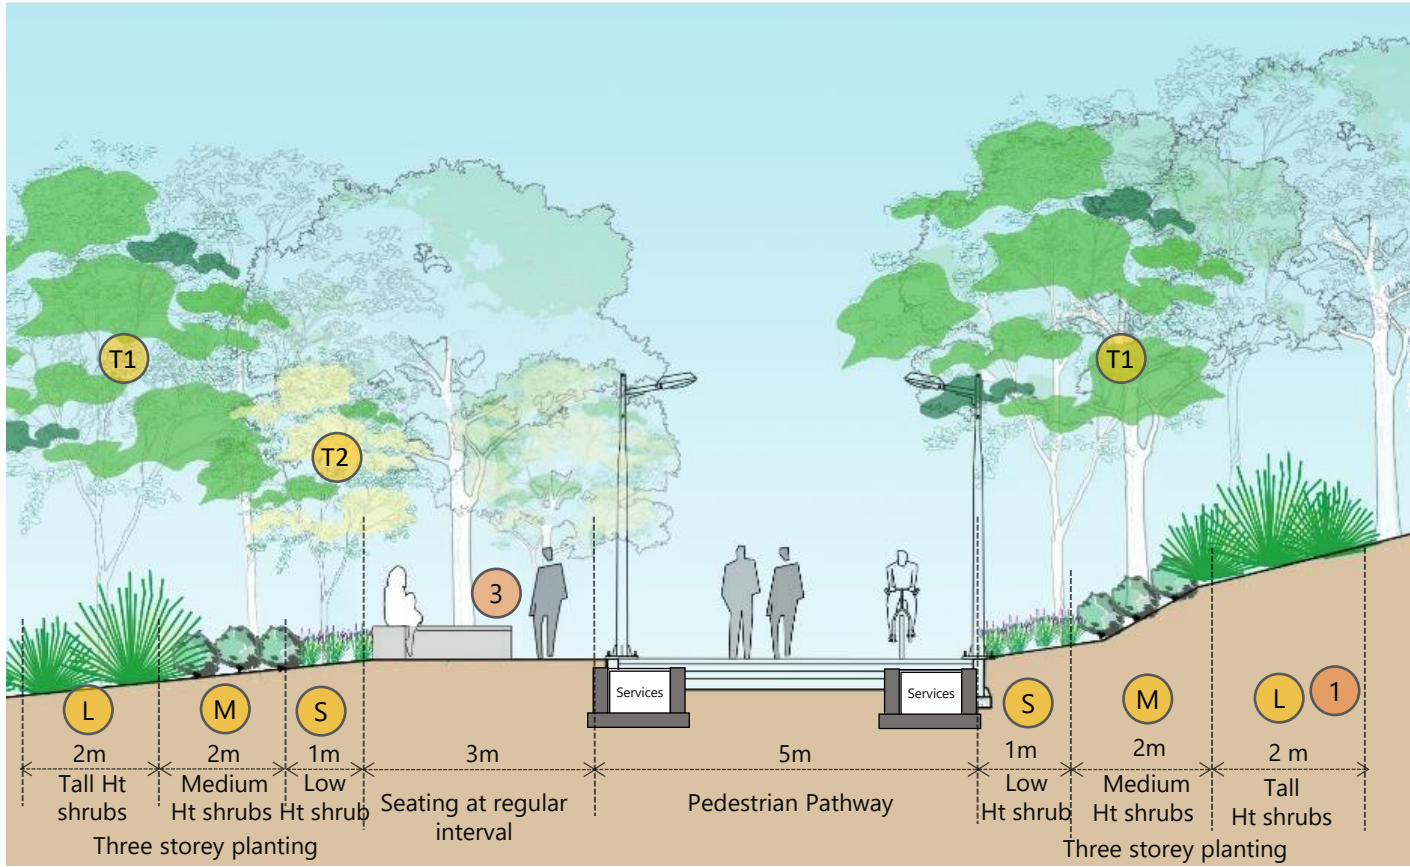 T1
T1
T2
3
Services
Services
L
M
S
S
M
L
1
2m
2m
1m
3m
5m
1m
2m
2 m
Tall Ht
shrubs
Medium
Ht shrubs
Low
Ht shrub
Seating at regular
interval
Pedestrian Pathway
Low
Ht shrub
Medium
Ht shrubs
Tall
Ht shrubs
Three storey planting
Three storey planting